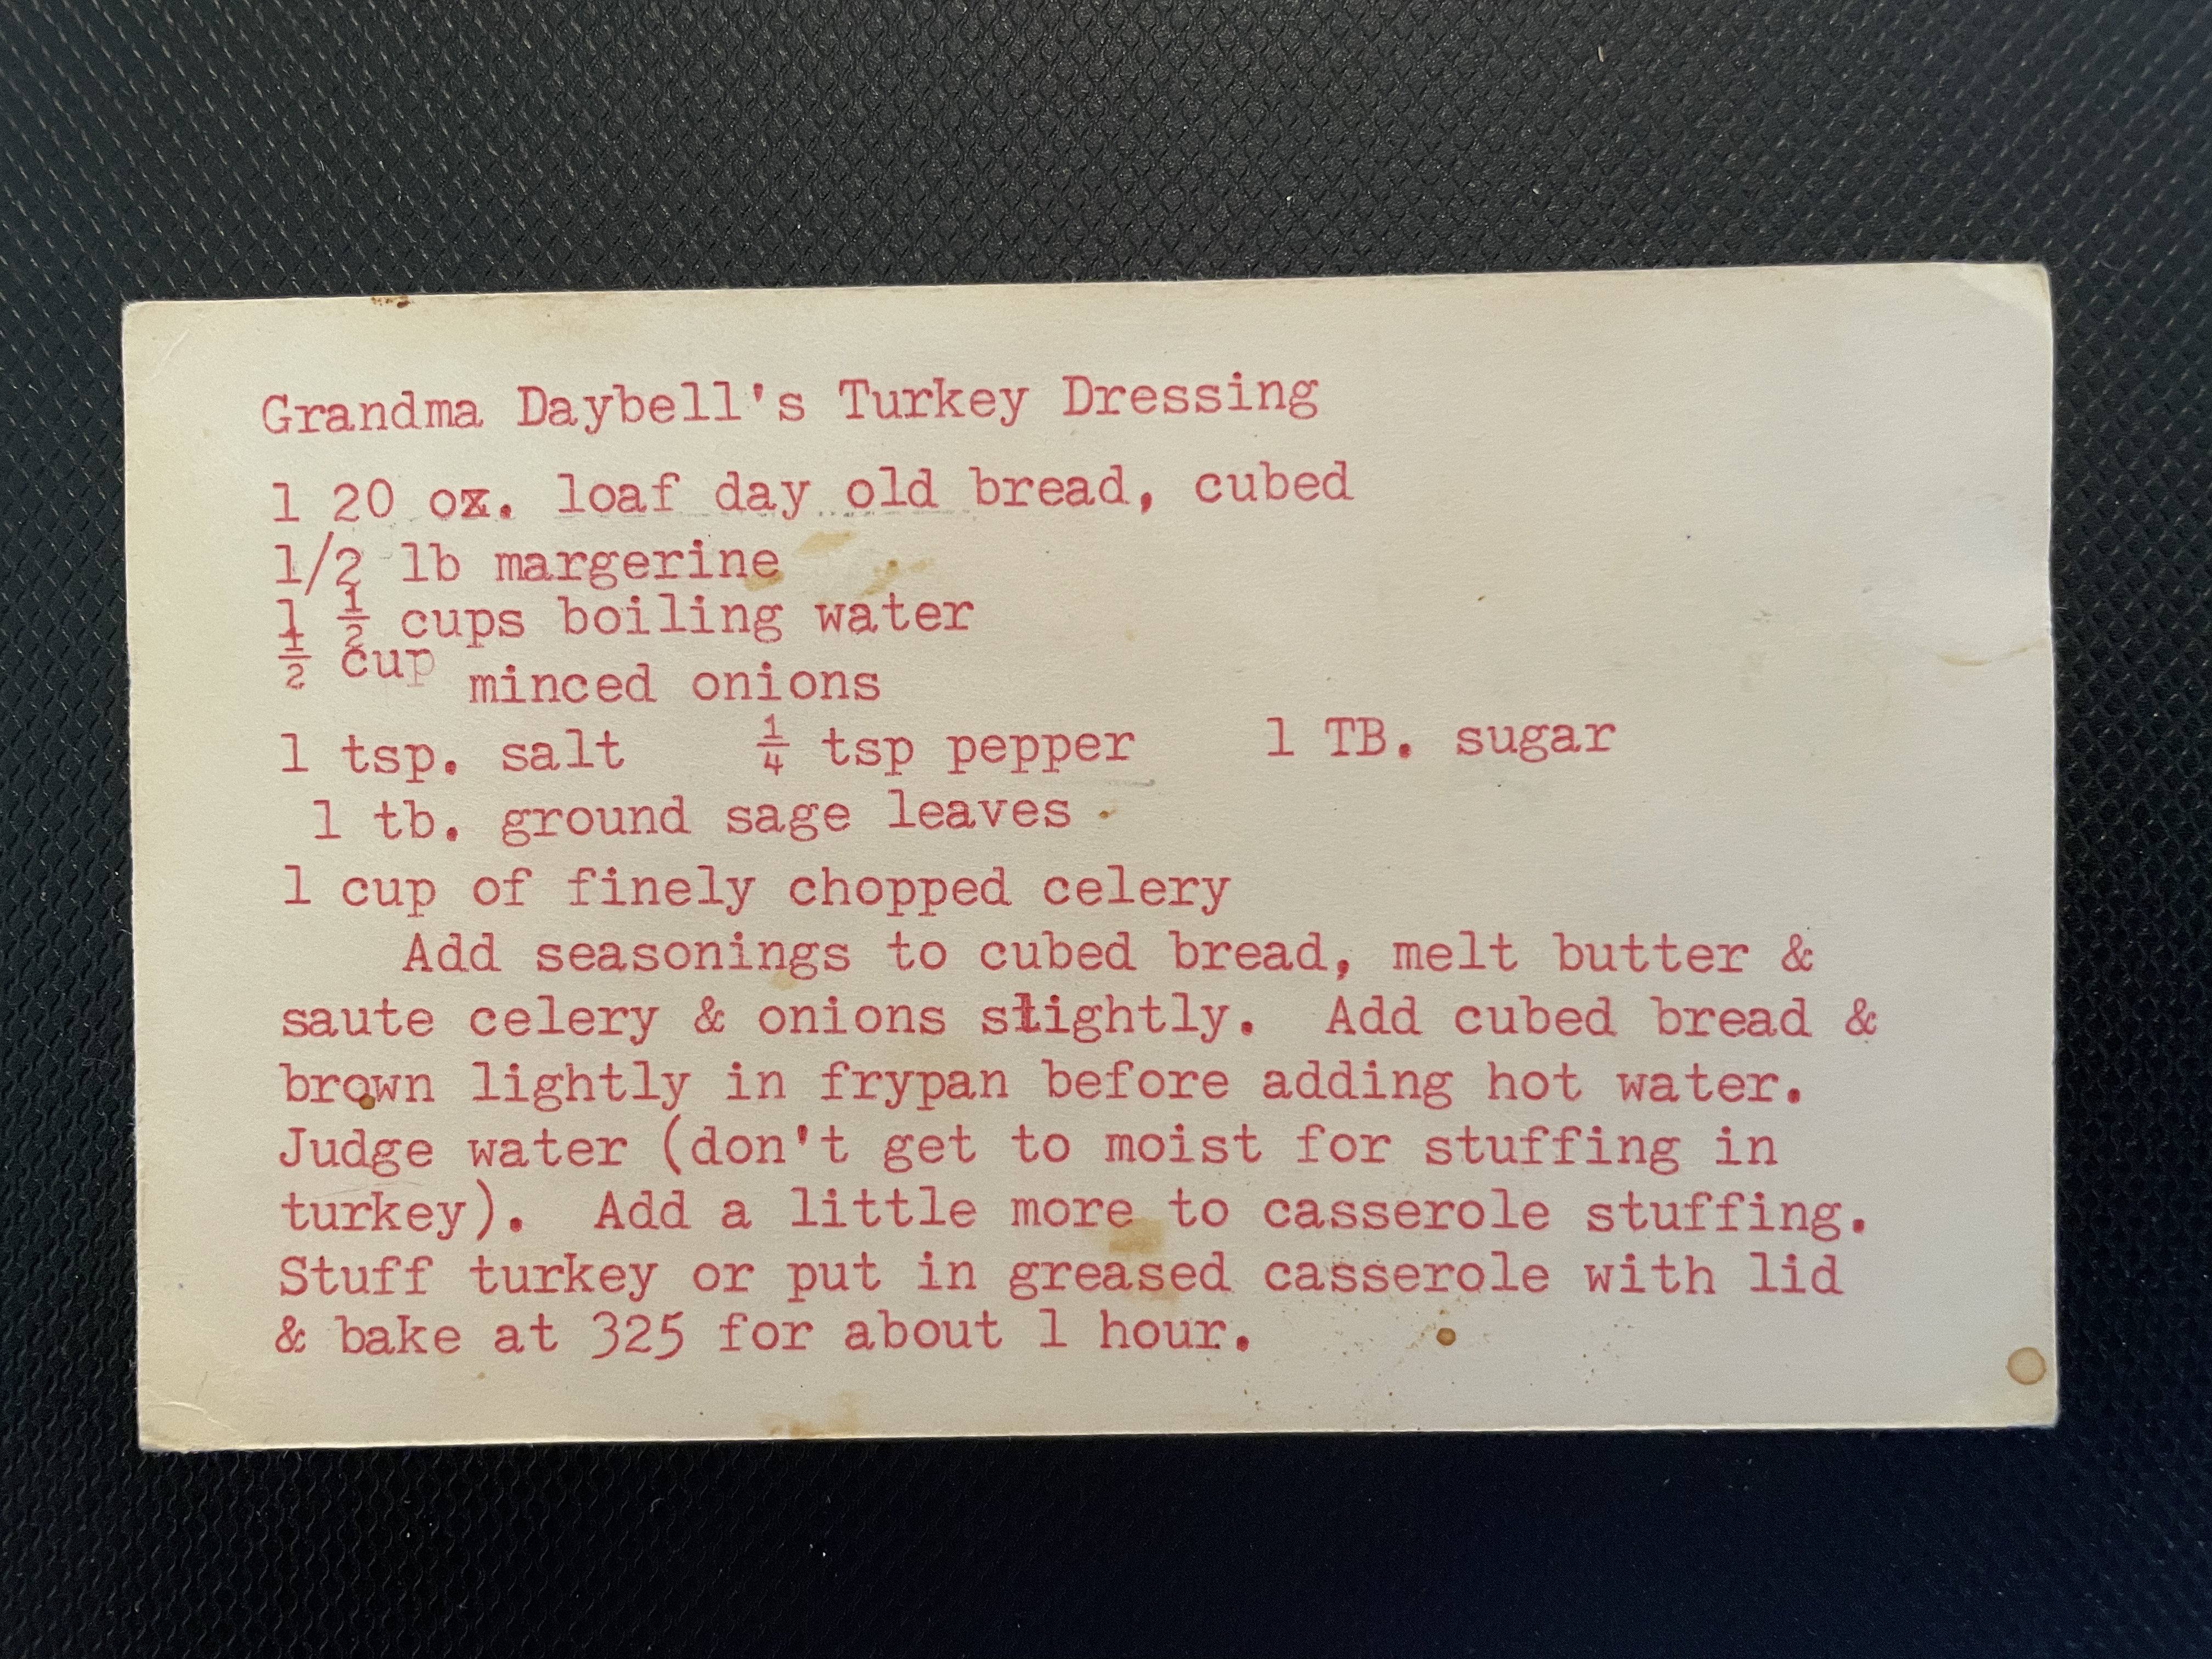 Grandma Daybell's Turkey Dressing
1 20 oz. loaf day old bread, cubed
1/2 lb margerine
1 ½ cups boiling water
½ cup minced onions
1 tsp. salt ¼ tsp pepper 1 TB. sugar
1 tb. ground sage leaves
1 cup of finely chopped celery
Add seasonings to cubed bread, melt butter &
saute celery & onions slightly. Add cubed bread &
brown lightly in frypan before adding hot water.
Judge water (don't get to moist for stuffing in
turkey). Add a little more to casserole stuffing.
Stuff turkey or put in greased casserole with lid
& bake at 325 for about 1 hour.